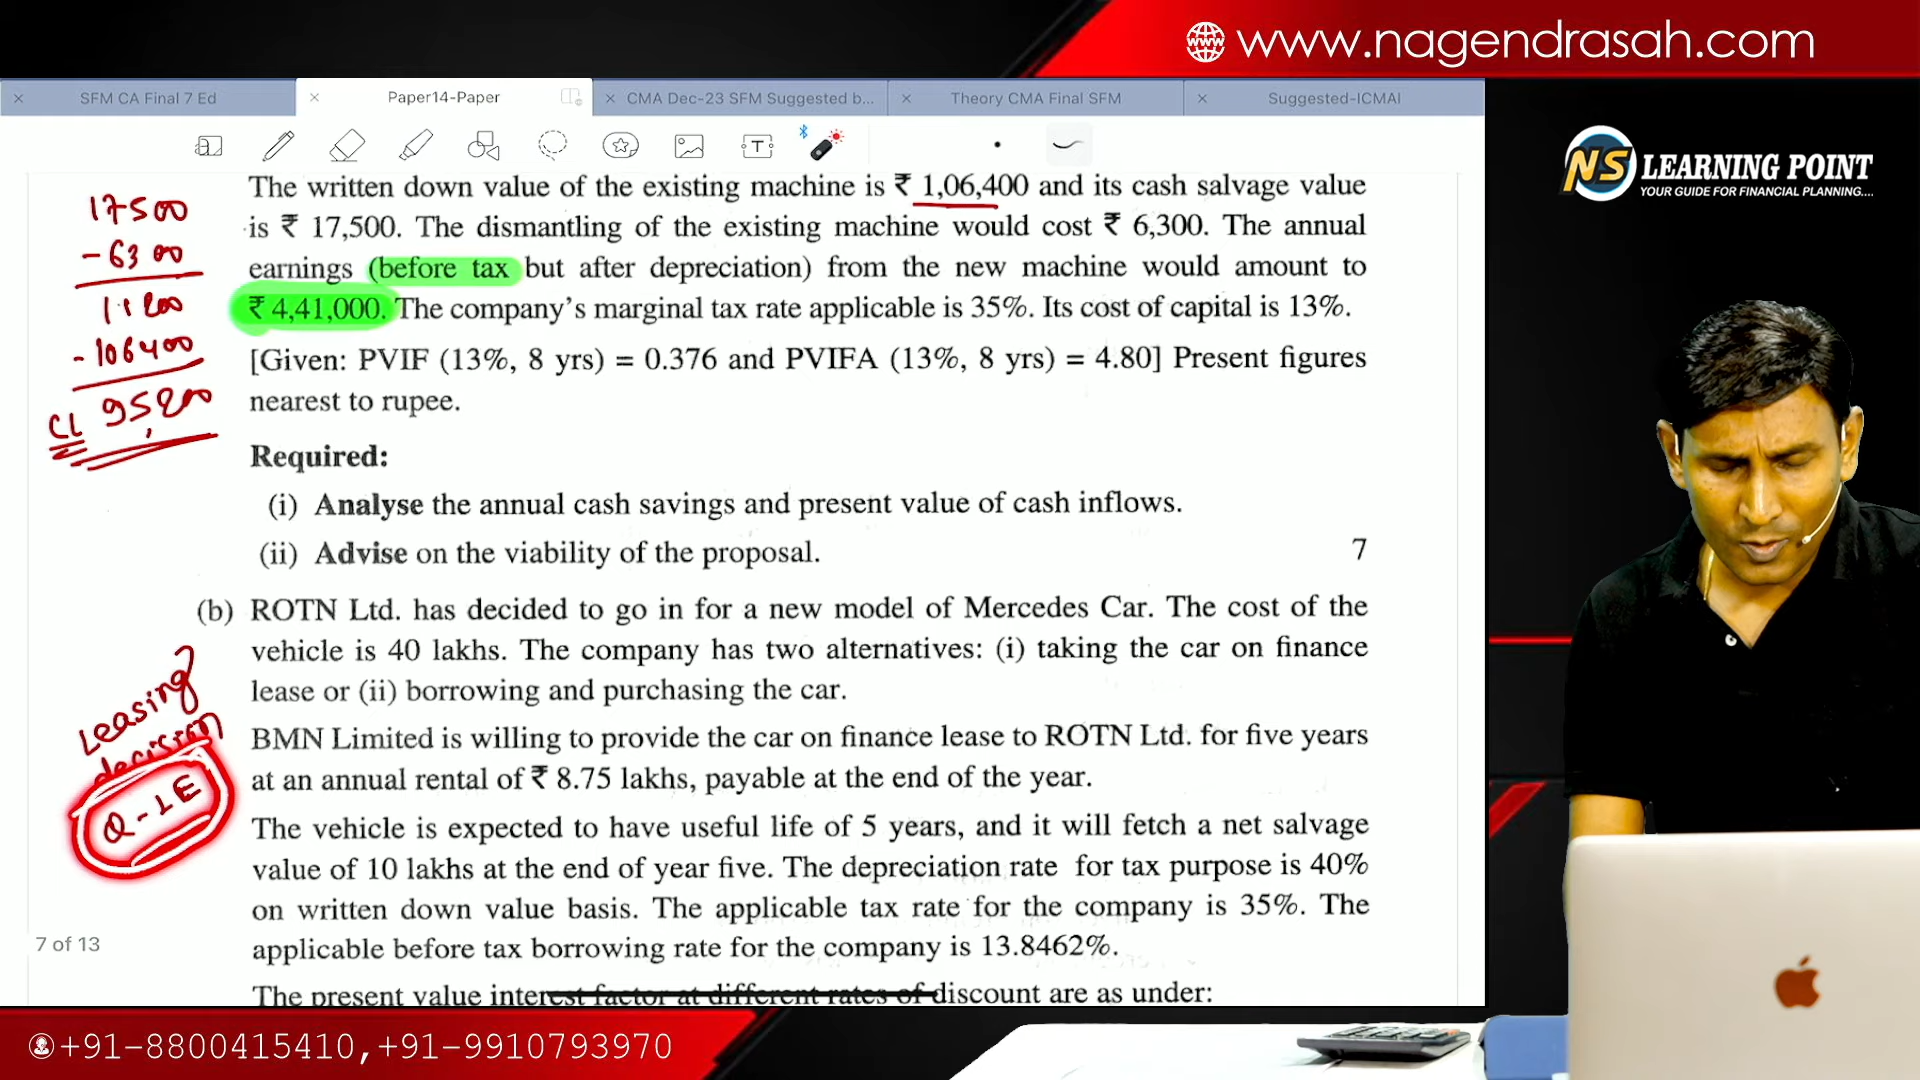 www.nagendrasah.com
SFM CA Final 7 Ed
Paper14-Paper
CMA Dec-23 SFM Suggested b...
Theory CMA Final SFM
Suggested-ICMAI
NS LEARNING POINT
YOUR GUIDE FOR FINANCIAL PLANNING....
The written down value of the existing machine is ₹ 1,06,400 and its cash salvage value
is ₹ 17,500. The dismantling of the existing machine would cost ₹ 6,300. The annual
earnings (before tax but after depreciation) from the new machine would amount to
₹ 4,41,000. The company's marginal tax rate applicable is 35%. Its cost of capital is 13%.
[Given: PVIF (13%, 8 yrs) = 0.376 and PVIFA (13%, 8 yrs) = 4.80] Present figures
nearest to rupee.
17500
-6300
11200
-106400
CL 95200
Required:
(i) Analyse the annual cash savings and present value of cash inflows.
(ii) Advise on the viability of the proposal.
7
(b) ROTN Ltd. has decided to go in for a new model of Mercedes Car. The cost of the
vehicle is 40 lakhs. The company has two alternatives: (i) taking the car on finance
lease or (ii) borrowing and purchasing the car.
Leasing
decision
Q-1E
BMN Limited is willing to provide the car on finance lease to ROTN Ltd. for five years
at an annual rental of ₹ 8.75 lakhs, payable at the end of the year.
The vehicle is expected to have useful life of 5 years, and it will fetch a net salvage
value of 10 lakhs at the end of year five. The depreciation rate for tax purpose is 40%
on written down value basis. The applicable tax rate for the company is 35%. The
applicable before tax borrowing rate for the company is 13.8462%.
The present value interest factor at different rates of discount are as under:
7 of 13
+91-8800415410,+91-9910793970